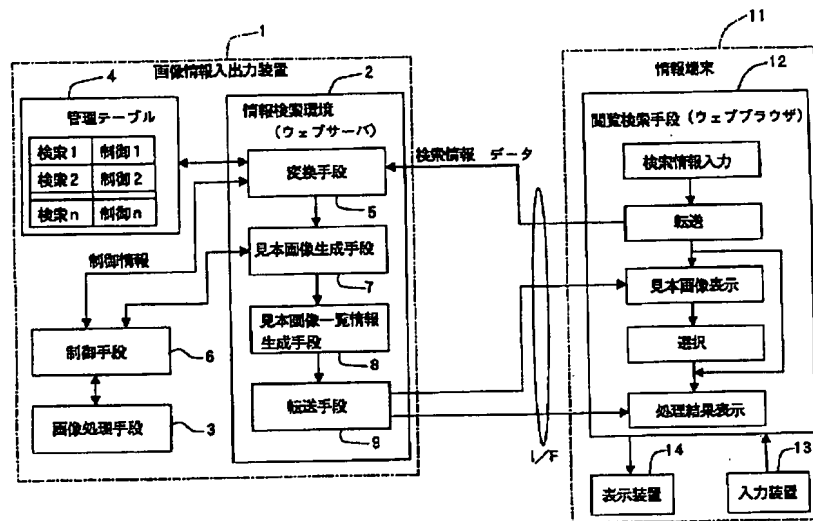 1
画像情報入出力装置
4
管理テーブル
検索1 制御1
検索2 制御2
検索n 制御n
2
情報検索環境
(ウェブサーバ)
変換手段
5
見本画像生成手段
7
見本画像一覧情報
生成手段
8
転送手段
9
制御情報
制御手段
6
画像処理手段
3
検索情報 データ
I/F
11
情報端末
12
閲覧検索手段(ウェブブラウザ)
検索情報入力
転送
見本画像表示
選択
処理結果表示
14
表示装置
13
入力装置